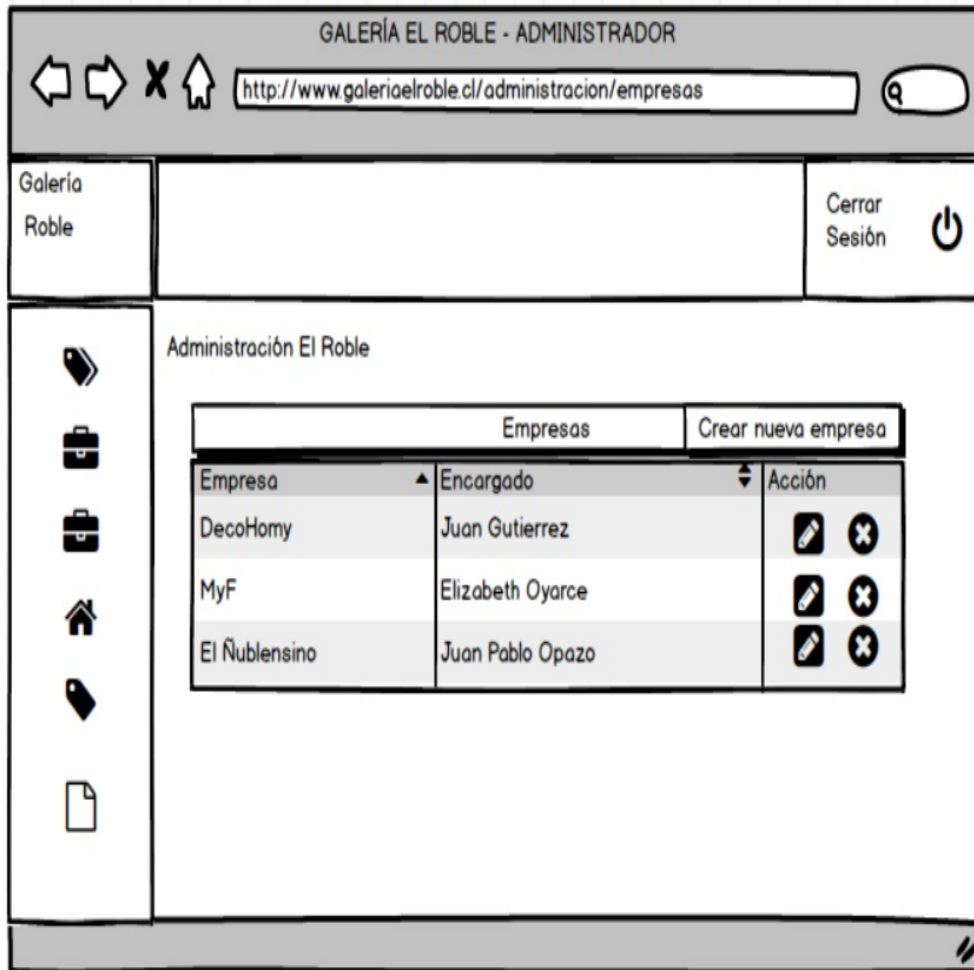 GALERÍA EL ROBLE - ADMINISTRADOR
http://www.galeriaelroble.cl/administracion/empresas
Galería
Roble
Cerrar
Sesión
Administración El Roble
Empresas
Crear nueva empresa
Empresa Encargado Acción
DecoHomy Juan Gutierrez
MyF Elizabeth Oyarce
El Ñublensino Juan Pablo Opazo